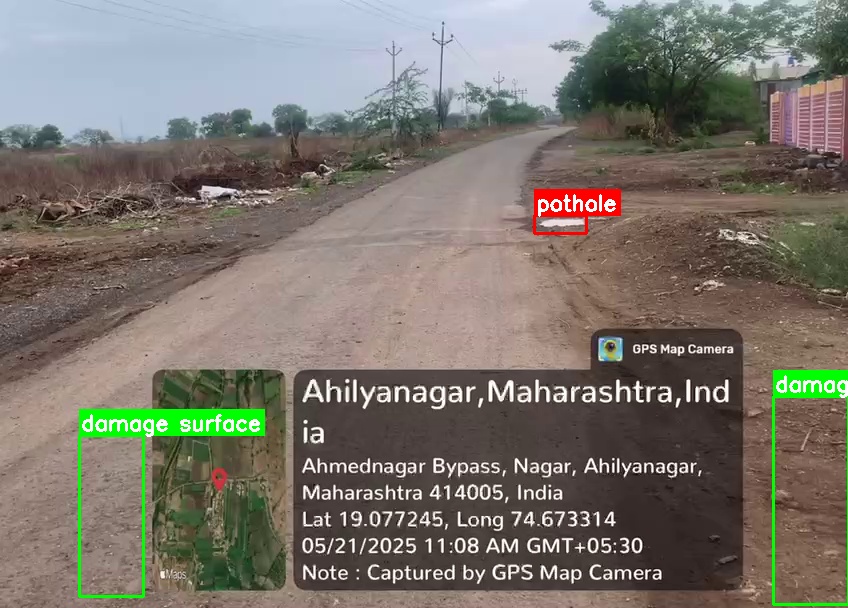 pothole
GPS Map Camera
damag
Ahilyanagar,Maharashtra,Ind
ia
damage surface
Ahmednagar Bypass, Nagar, Ahilyanagar,
Maharashtra 414005, India
Lat 19.077245, Long 74.673314
05/21/2025 11:08 AM GMT+05:30
Note : Captured by GPS Map Camera
Maps